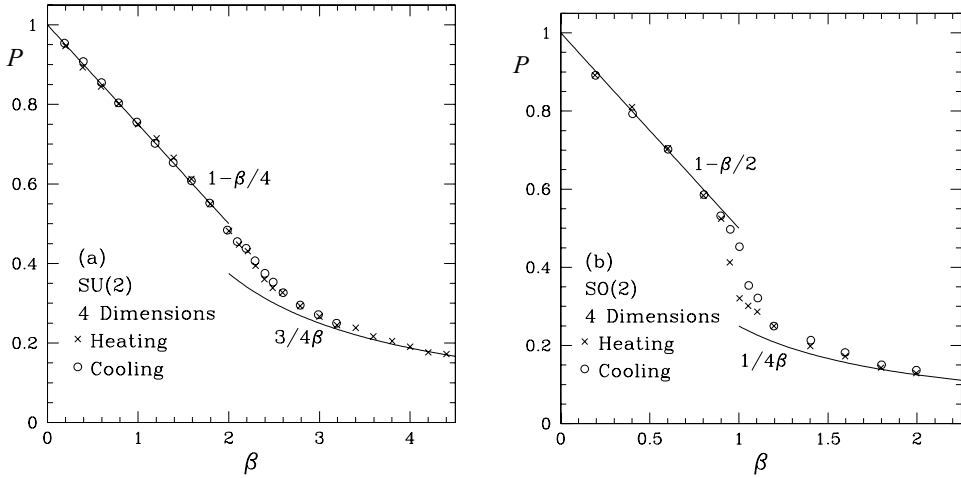 P
1
0.8
0.6
0.4
0.2
0
0
1
2
3
4
β
1−β/4
3/4β
(a)
SU(2)
4 Dimensions
× Heating
○ Cooling
P
1
0.8
0.6
0.4
0.2
0
0
0.5
1
1.5
2
β
1−β/2
1/4β
(b)
SO(2)
4 Dimensions
× Heating
○ Cooling